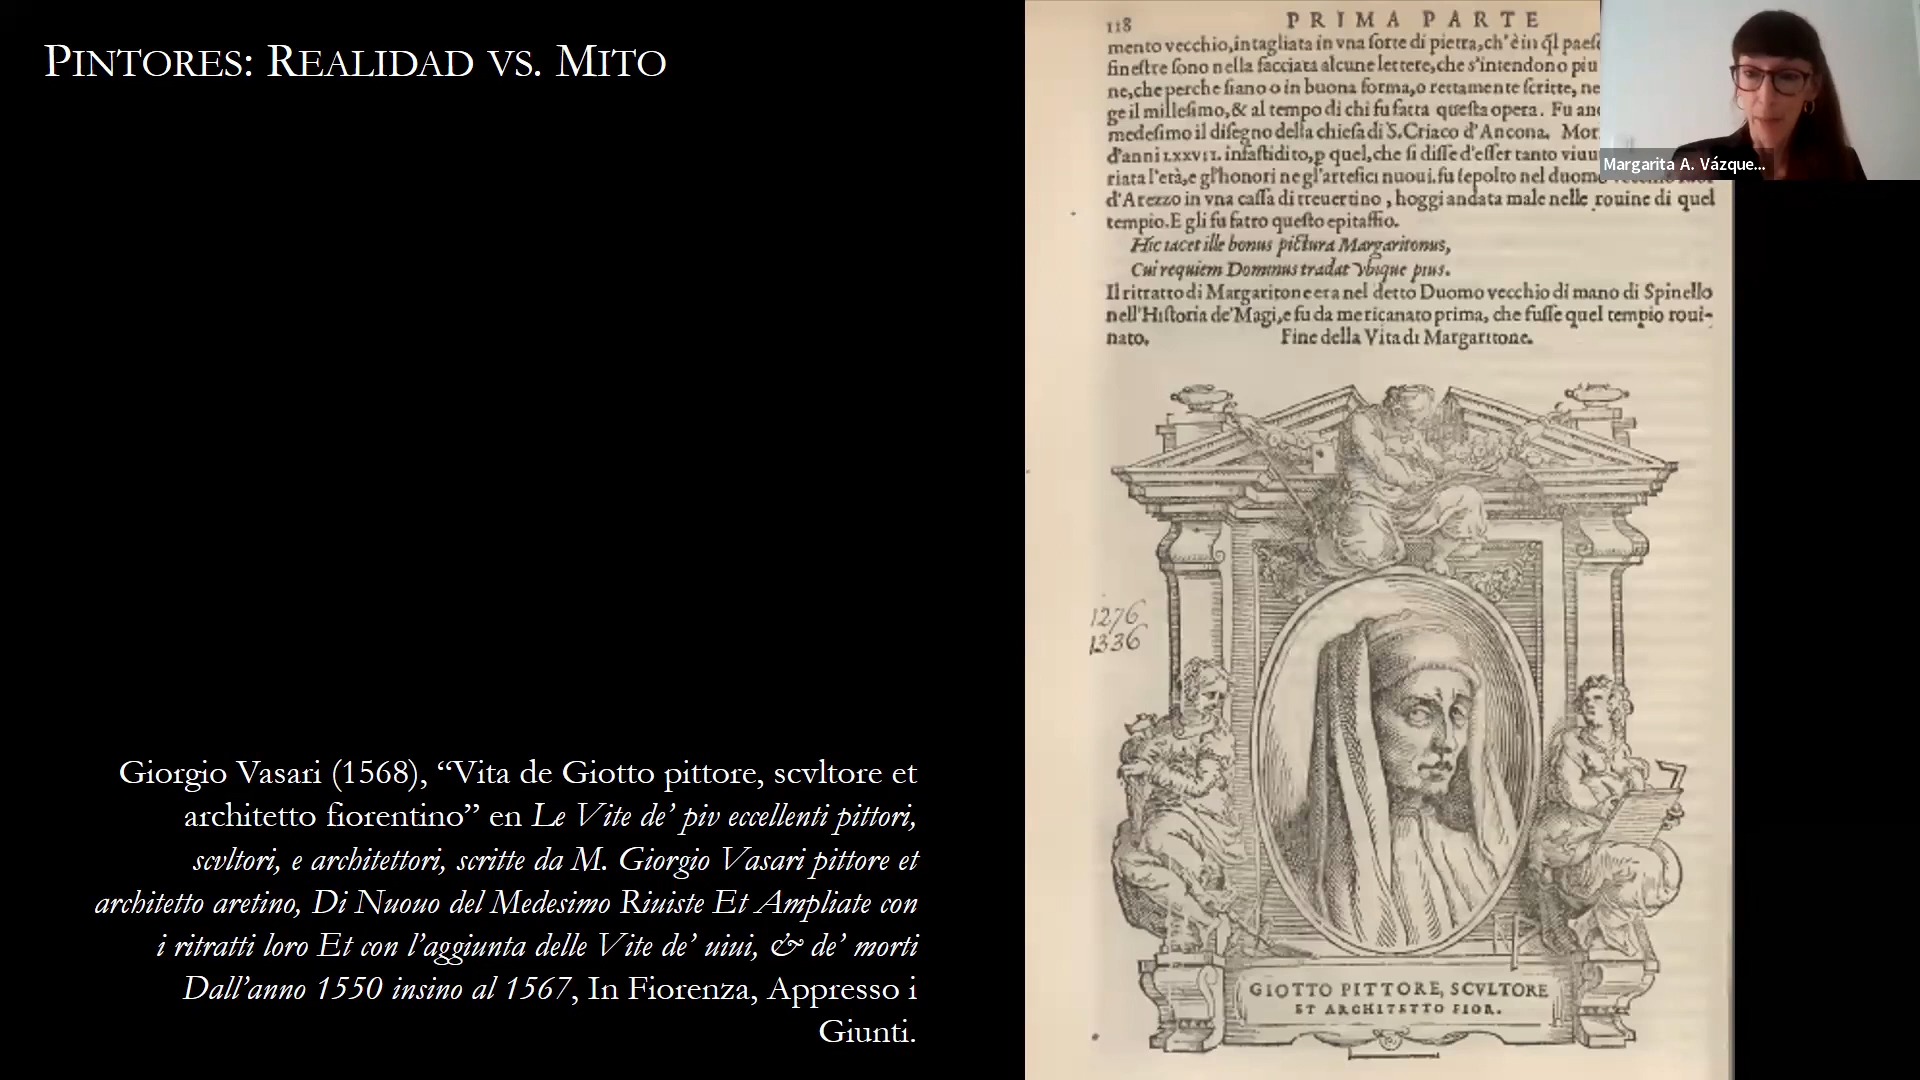 PINTORES: REALIDAD VS. MITO
Giorgio Vasari (1568), “Vita de Giotto pittore, scvltore et
architetto fiorentino” en Le Vite de’ piv eccellenti pittori,
scvltori, e architettori, scritte da M. Giorgio Vasari pittore et
architetto aretino, Di Nuouo del Medesimo Riuiste Et Ampliate con
i ritratti loro Et con l’aggiunta delle Vite de’ uiui, & de’ morti
Dall’anno 1550 insino al 1567, In Fiorenza, Appresso i
Giunti.
118 PRIMA PARTE
mento vecchio, intagliata in vna sorte di pietra, ch’è in q̃l paese
finestre sono nella facciata alcune lettere, che s’intendono piu
ne, che perche siano o in buona forma, o rettamente scritte, ne
ge il millesimo, & al tempo di chi fu fatta questa opera. Fu anc
medesimo il disegno della chiesa di S. Criaco d’Ancona. Mor
d’anni LXXVII. infastidito, p quel, che si disse d’esser tanto viuu
riata l’età, e gl’honori ne gl’artefici nuoui. fu sepolto nel duomo vecchio fuor
d’Arezzo in vna cassa di treuertino, hoggi andata male nelle rouine di quel
tempio. E gli fu fatto questo epitaffio.
Hic iacet ille bonus pictura Margaritonus,
Cui requiem Dominus tradat vbique pius.
Il ritratto di Margaritone era nel detto Duomo vecchio di mano di Spinello
nell’Historia de’ Magi, e fu da me ricauato prima, che fusse quel tempio roui-
nato. Fine della Vita di Margaritone.
1276
1336
GIOTTO PITTORE, SCVLTORE
ET ARCHITETTO FIOR.
Margarita A. Vázque...